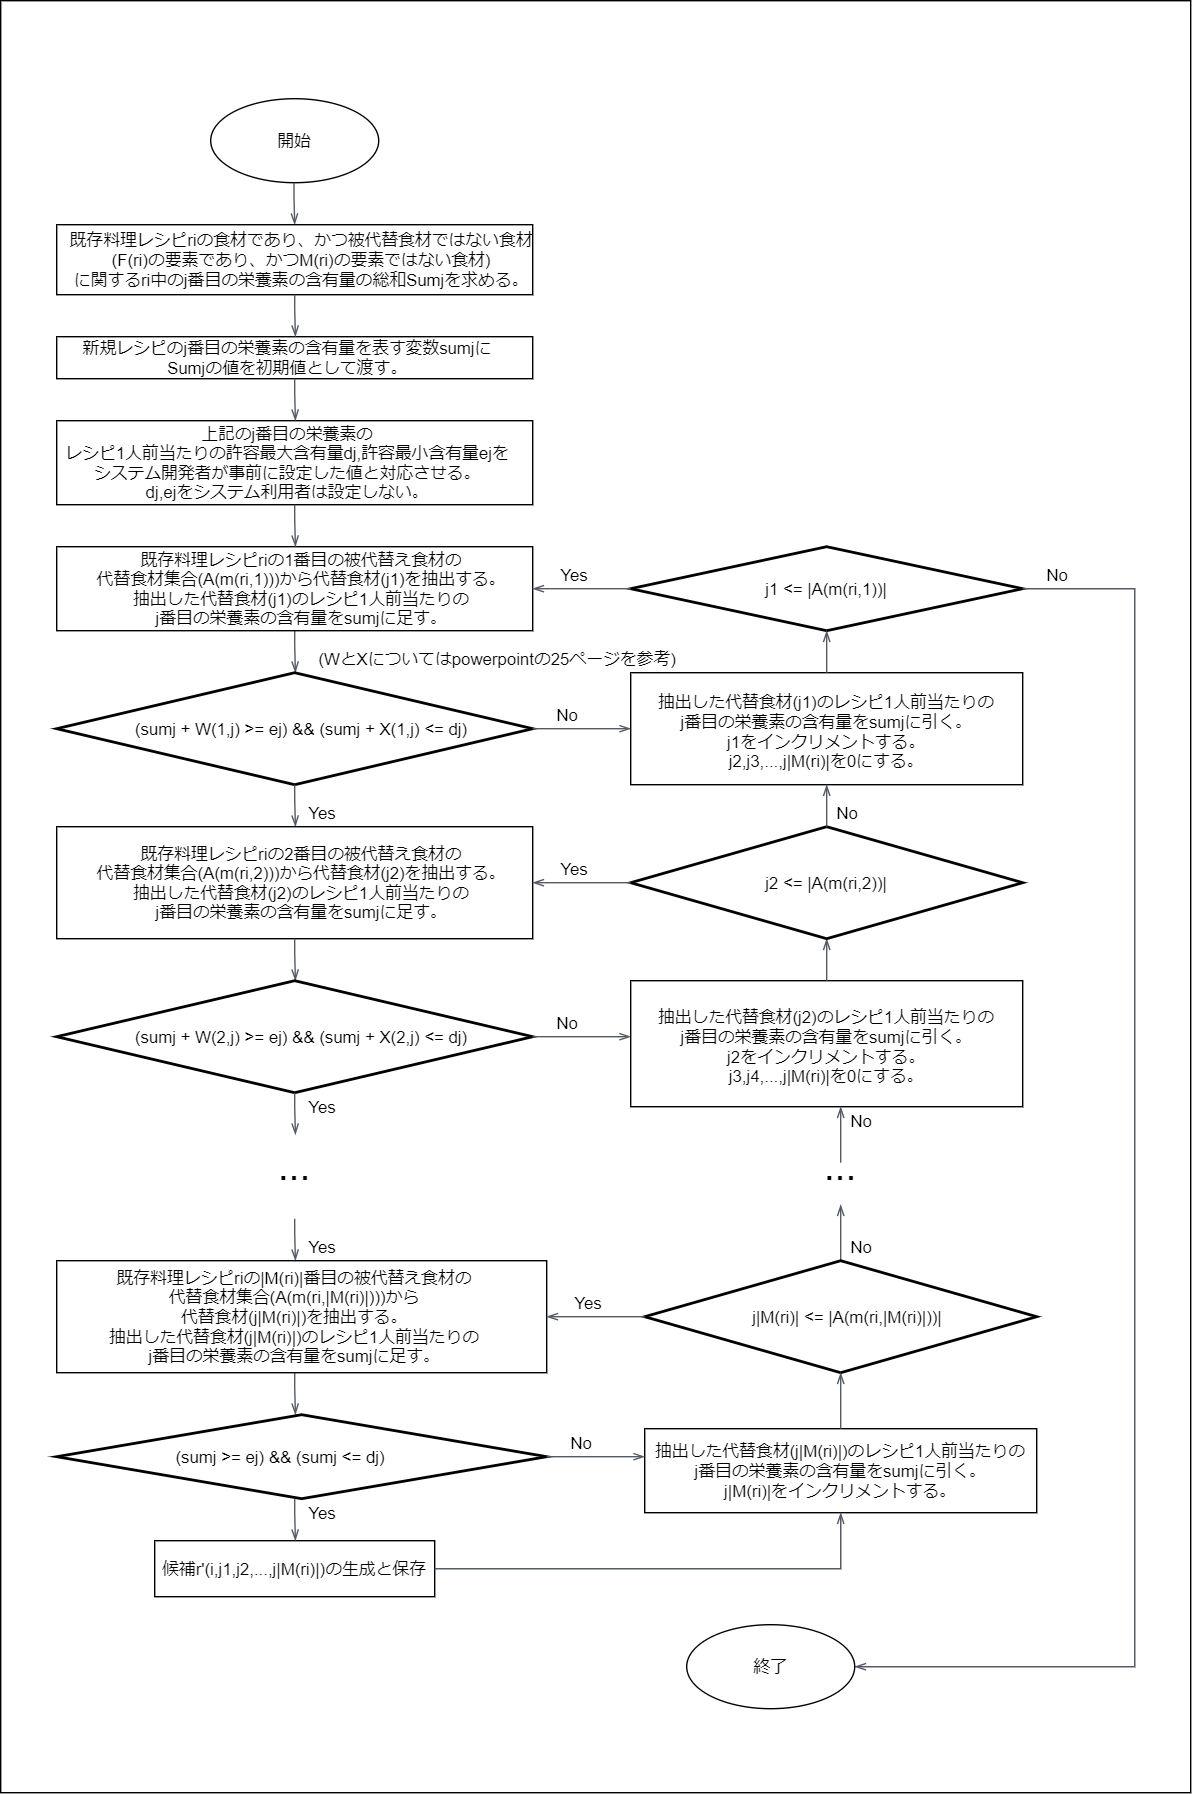 開始
既存料理レシピriの食材であり、かつ被代替食材ではない食材
(F(ri)の要素であり、かつM(ri)の要素ではない食材)
に関するri中のj番目の栄養素の含有量の総和Sumjを求める。
新規レシピのj番目の栄養素の含有量を表す変数sumjに
Sumjの値を初期値として渡す。
上記のj番目の栄養素の
レシピ1人前当たりの許容最大含有量dj,許容最小含有量ejを
システム開発者が事前に設定した値と対応させる。
dj,ejをシステム利用者は設定しない。
既存料理レシピriの1番目の被代替え食材の
代替食材集合(A(m(ri,1)))から代替食材(j1)を抽出する。
抽出した代替食材(j1)のレシピ1人前当たりの
j番目の栄養素の含有量をsumjに足す。
Yes
j1 <= |A(m(ri,1))|
No
(WとXについてはpowerpointの25ページを参考)
(sumj + W(1,j) >= ej) && (sumj + X(1,j) <= dj)
No
抽出した代替食材(j1)のレシピ1人前当たりの
j番目の栄養素の含有量をsumjに引く。
j1をインクリメントする。
j2,j3,...,j|M(ri)|を0にする。
Yes
No
既存料理レシピriの2番目の被代替え食材の
代替食材集合(A(m(ri,2)))から代替食材(j2)を抽出する。
抽出した代替食材(j2)のレシピ1人前当たりの
j番目の栄養素の含有量をsumjに足す。
Yes
j2 <= |A(m(ri,2))|
(sumj + W(2,j) >= ej) && (sumj + X(2,j) <= dj)
No
抽出した代替食材(j2)のレシピ1人前当たりの
j番目の栄養素の含有量をsumjに引く。
j2をインクリメントする。
j3,j4,...,j|M(ri)|を0にする。
Yes
No
...
...
Yes
No
既存料理レシピriの|M(ri)|番目の被代替え食材の
代替食材集合(A(m(ri,|M(ri)|)))から
代替食材(j|M(ri)|)を抽出する。
抽出した代替食材(j|M(ri)|)のレシピ1人前当たりの
j番目の栄養素の含有量をsumjに足す。
Yes
j|M(ri)| <= |A(m(ri,|M(ri)|))|
(sumj >= ej) && (sumj <= dj)
No
抽出した代替食材(j|M(ri)|)のレシピ1人前当たりの
j番目の栄養素の含有量をsumjに引く。
j|M(ri)|をインクリメントする。
Yes
候補r'(i,j1,j2,...,j|M(ri)|)の生成と保存
終了